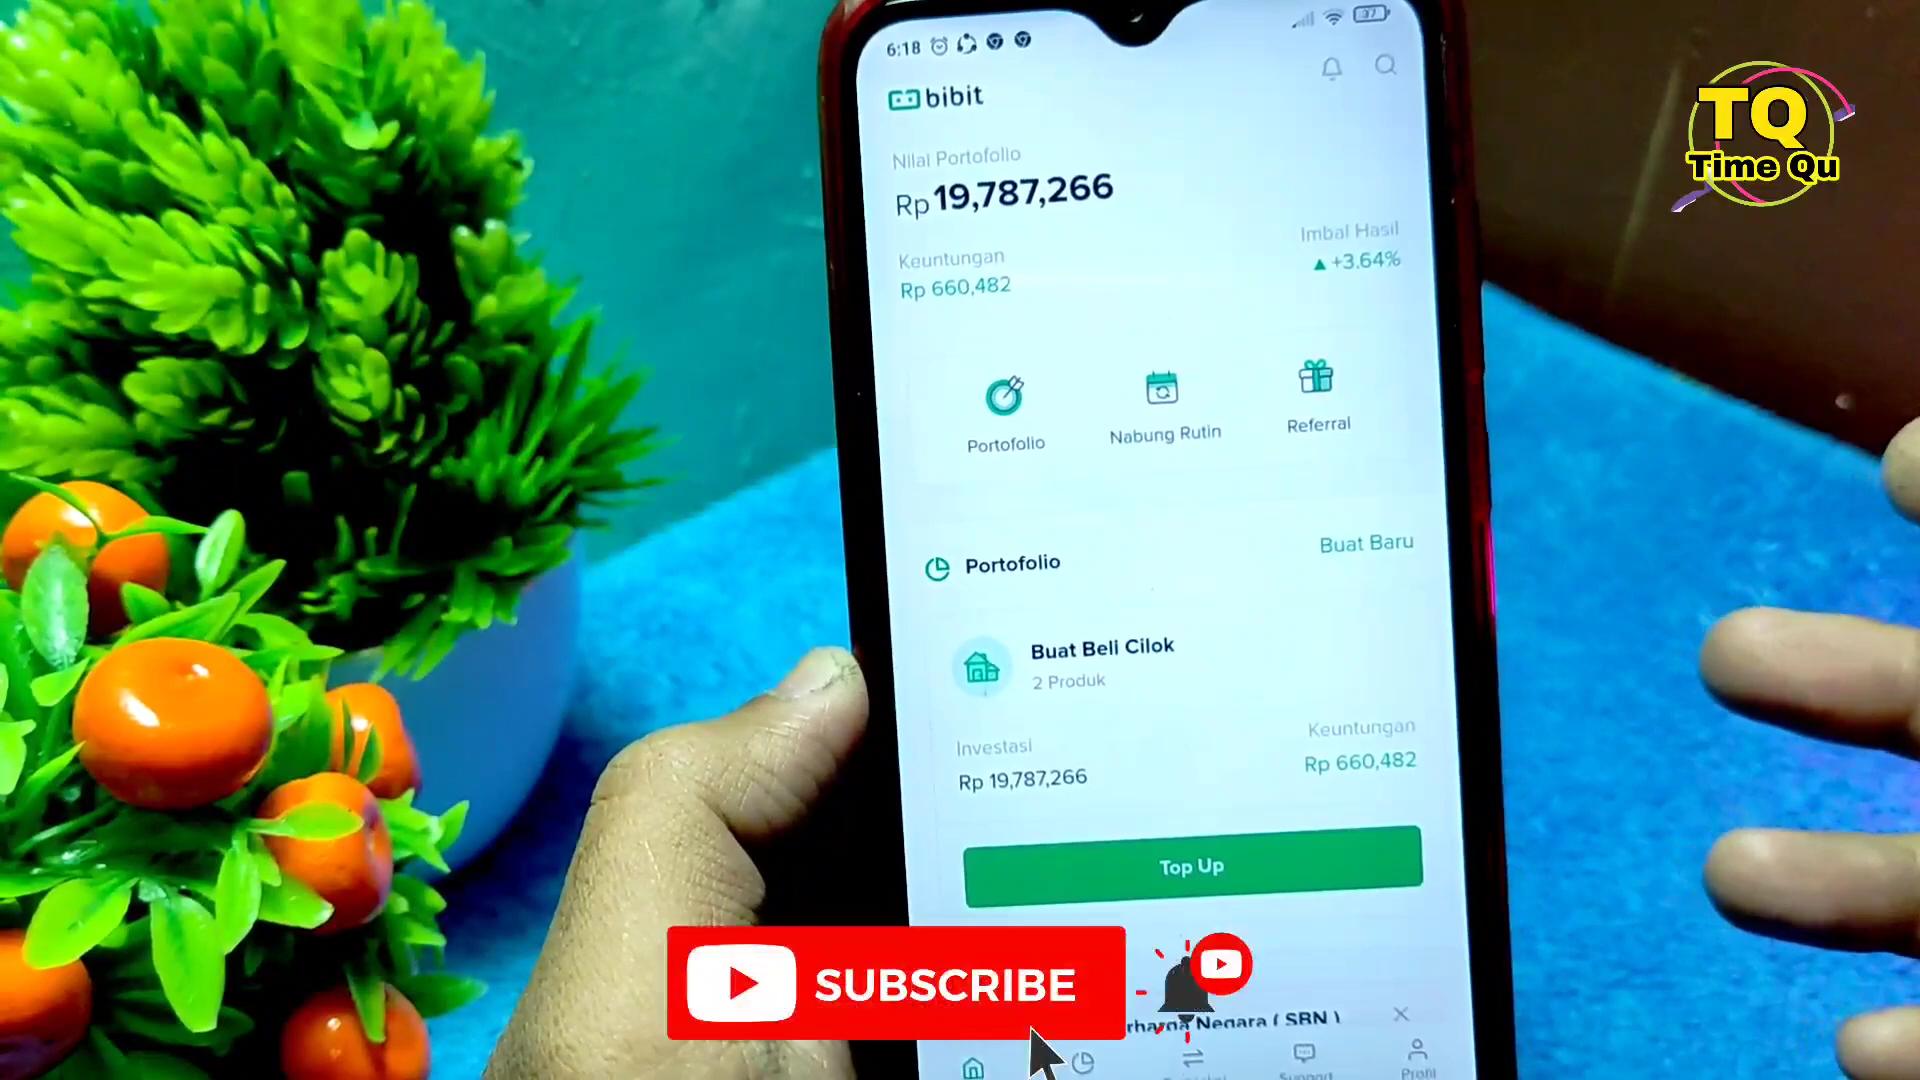 6:18
37
bibit
Nilai Portofolio
Rp 19,787,266
Keuntungan
Rp 660,482
Imbal Hasil
▲ +3.64%
Portofolio
Nabung Rutin
Referral
Portofolio
Buat Baru
Buat Beli Cilok
2 Produk
Investasi
Rp 19,787,266
Keuntungan
Rp 660,482
Top Up
Negara ( SBN )
Support
Profil
SUBSCRIBE
TQ
Time Qu